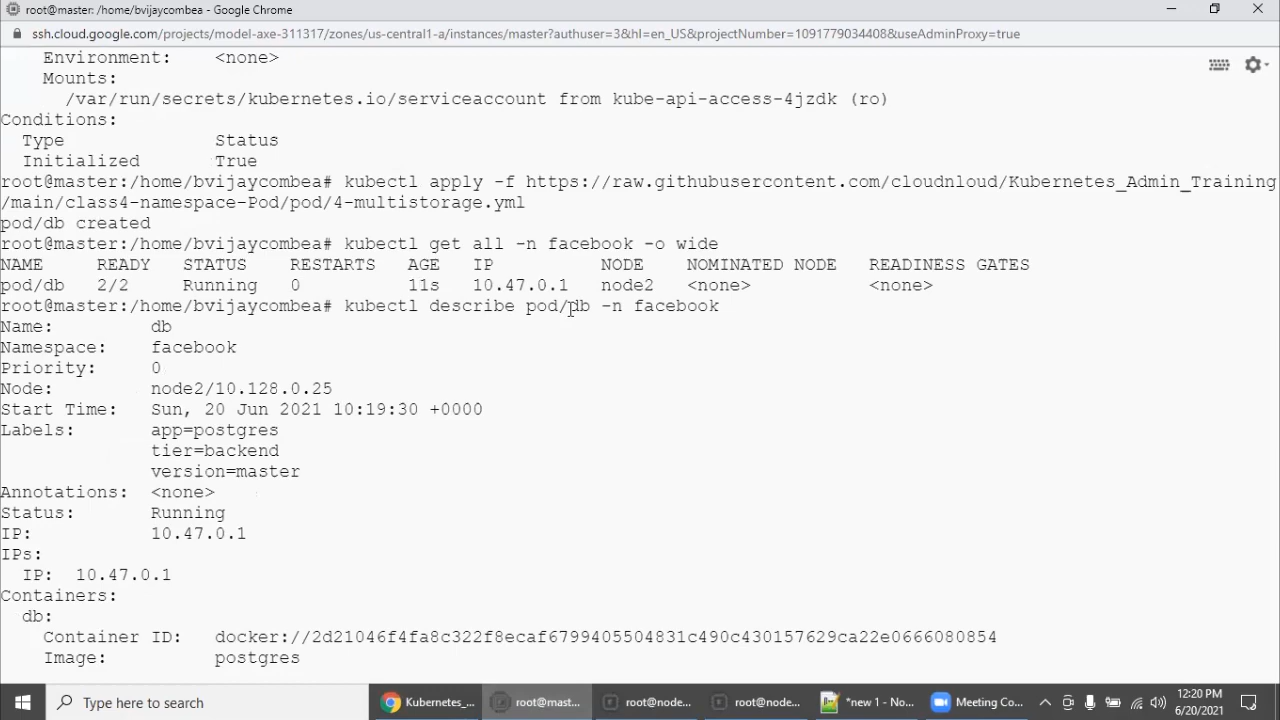 root@master: /home/bvijaycombea - Google Chrome
ssh.cloud.google.com/projects/model-axe-311317/zones/us-central1-a/instances/master?authuser=3&hl=en_US&projectNumber=1091779034408&useAdminProxy=true
Environment: <none>
Mounts:
/var/run/secrets/kubernetes.io/serviceaccount from kube-api-access-4jzdk (ro)
Conditions:
Type Status
Initialized True
root@master:/home/bvijaycombea# kubectl apply -f https://raw.githubusercontent.com/cloudnloud/Kubernetes_Admin_Training
/main/class4-namespace-Pod/pod/4-multistorage.yml
pod/db created
root@master:/home/bvijaycombea# kubectl get all -n facebook -o wide
NAME READY STATUS RESTARTS AGE IP NODE NOMINATED NODE READINESS GATES
pod/db 2/2 Running 0 11s 10.47.0.1 node2 <none> <none>
root@master:/home/bvijaycombea# kubectl describe pod/db -n facebook
Name: db
Namespace: facebook
Priority: 0
Node: node2/10.128.0.25
Start Time: Sun, 20 Jun 2021 10:19:30 +0000
Labels: app=postgres
tier=backend
version=master
Annotations: <none>
Status: Running
IP: 10.47.0.1
IPs:
IP: 10.47.0.1
Containers:
db:
Container ID: docker://2d21046f4fa8c322f8ecaf6799405504831c490c430157629ca22e0666080854
Image: postgres
Type here to search
Kubernetes_...
root@mast...
root@node...
root@node...
*new 1 - No...
Meeting Co...
12:20 PM
6/20/2021